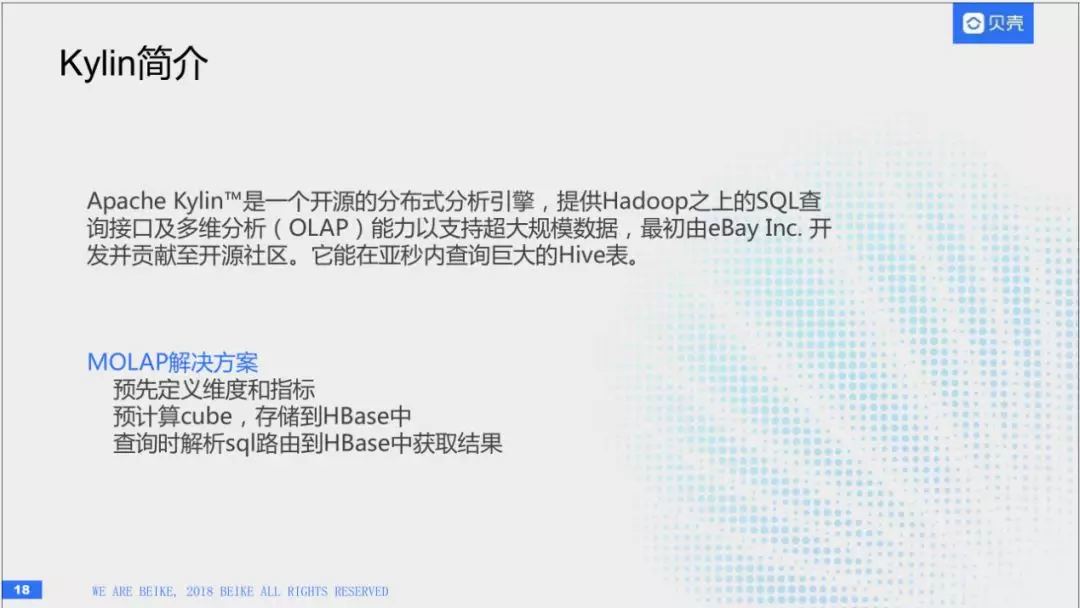 贝壳
Kylin简介
Apache Kylin™是一个开源的分布式分析引擎，提供Hadoop之上的SQL查
询接口及多维分析（OLAP）能力以支持超大规模数据，最初由eBay Inc. 开
发并贡献至开源社区。它能在亚秒内查询巨大的Hive表。
MOLAP解决方案
预先定义维度和指标
预计算cube，存储到HBase中
查询时解析sql路由到HBase中获取结果
18
WE ARE BEIKE, 2018 BEIKE ALL RIGHTS RESERVED